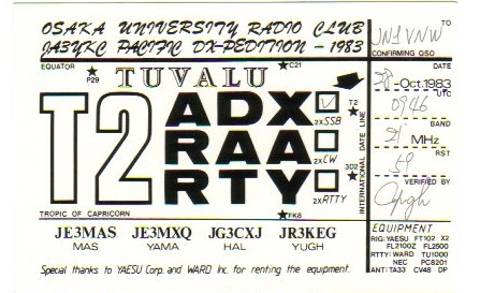 OSAKA UNIVERSITY RADIO CLUB
JA3YKC PACIFIC DX-PEDITION - 1983
TO
CONFIRMING QSO
EQUATOR
P29
C21
TUVALU
T2
ADX
2xSSB
RAA
2xCW
RTY
2xRTTY
T2
3D2
INTERNATIONAL DATE LINE
TROPIC OF CAPRICORN
FK8
DATE
-Oct.1983
UTC
0946
BAND
21 MHz
RST
59
VERIFIED BY
JE3MAS JE3MXQ JG3CXJ JR3KEG
MAS YAMA HAL YUGH
Special thanks to YAESU Corp. and WARD Inc. for renting the equipment.
EQUIPMENT
RIG: YAESU FT102 X2
FL2100Z FL2500
RTTY: WARD TU1000
NEC PC8201
ANT: TA33 CV48 DP